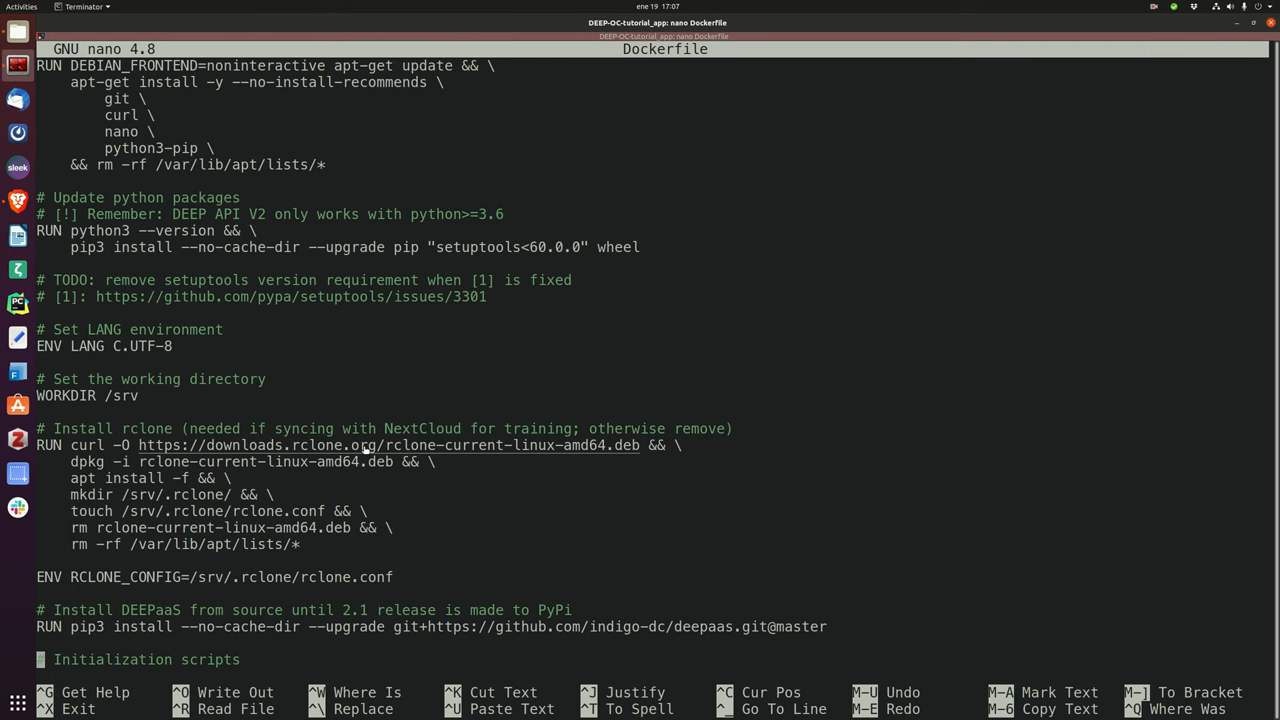 Activities
Terminator
ene 19 17:07
DEEP-OC-tutorial_app: nano Dockerfile
DEEP-OC-tutorial_app: nano Dockerfile
GNU nano 4.8 Dockerfile
RUN DEBIAN_FRONTEND=noninteractive apt-get update && \
apt-get install -y --no-install-recommends \
git \
curl \
nano \
python3-pip \
&& rm -rf /var/lib/apt/lists/*
# Update python packages
# [!] Remember: DEEP API V2 only works with python>=3.6
RUN python3 --version && \
pip3 install --no-cache-dir --upgrade pip "setuptools<60.0.0" wheel
# TODO: remove setuptools version requirement when [1] is fixed
# [1]: https://github.com/pypa/setuptools/issues/3301
# Set LANG environment
ENV LANG C.UTF-8
# Set the working directory
WORKDIR /srv
# Install rclone (needed if syncing with NextCloud for training; otherwise remove)
RUN curl -O https://downloads.rclone.org/rclone-current-linux-amd64.deb && \
dpkg -i rclone-current-linux-amd64.deb && \
apt install -f && \
mkdir /srv/.rclone/ && \
touch /srv/.rclone/rclone.conf && \
rm rclone-current-linux-amd64.deb && \
rm -rf /var/lib/apt/lists/*
ENV RCLONE_CONFIG=/srv/.rclone/rclone.conf
# Install DEEPaaS from source until 2.1 release is made to PyPi
RUN pip3 install --no-cache-dir --upgrade git+https://github.com/indigo-dc/deepaas.git@master
# Initialization scripts
^G Get Help ^O Write Out ^W Where Is ^K Cut Text ^J Justify ^C Cur Pos M-U Undo M-A Mark Text M-] To Bracket
^X Exit ^R Read File ^\ Replace ^U Paste Text ^T To Spell ^_ Go To Line M-E Redo M-6 Copy Text ^Q Where Was
sleek
PC